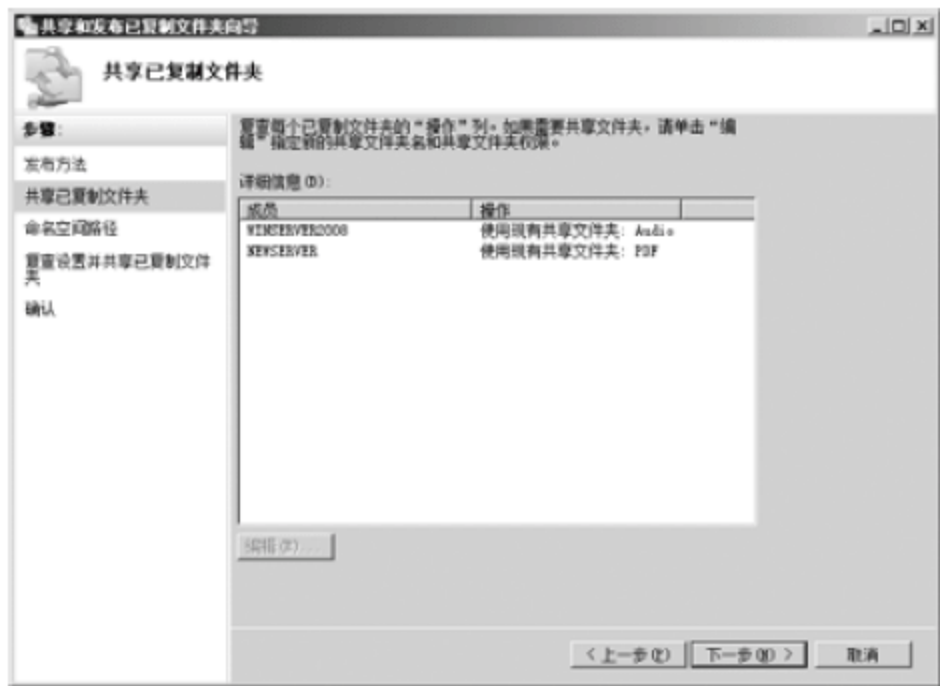 共享和发布已复制文件夹向导
共享已复制文件夹
步骤:
发布方法
共享已复制文件夹
命名空间路径
复查设置并共享已复制文件
夹
确认
复查每个已复制文件夹的“操作”列。如果需要共享文件夹，请单击“编
辑”指定新的共享文件夹名和共享文件夹权限。
详细信息(D):
成员 操作
WINSERVER2008 使用现有共享文件夹: Audio
NEWSERVER 使用现有共享文件夹: PDF
编辑(E)...
< 上一步(P) 下一步(N) > 取消